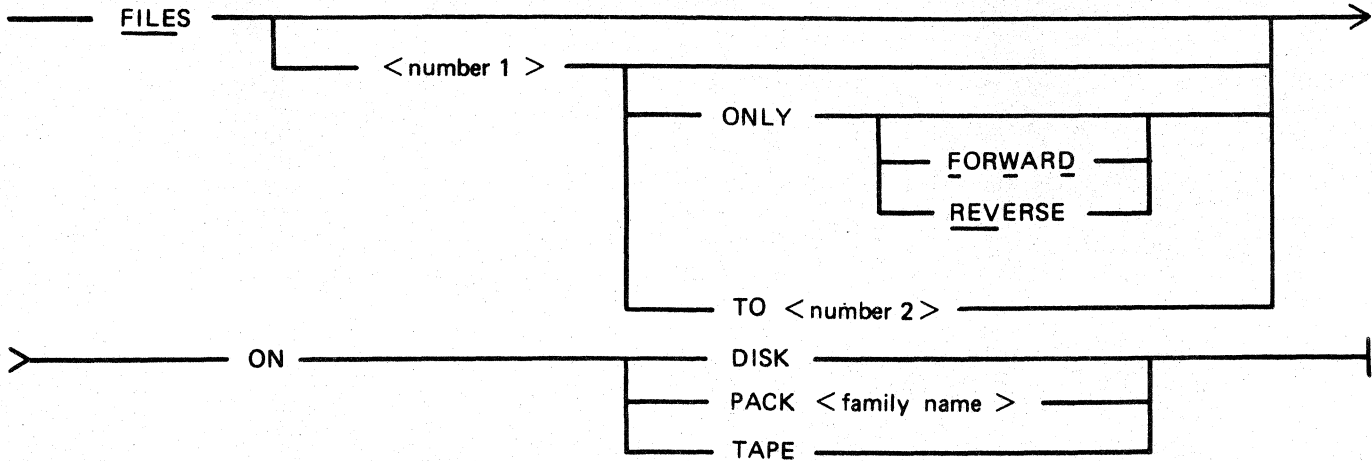 FILES
<number 1 >
ONLY
FORWARD
REVERSE
TO <number 2>
ON DISK
PACK <family name >
TAPE